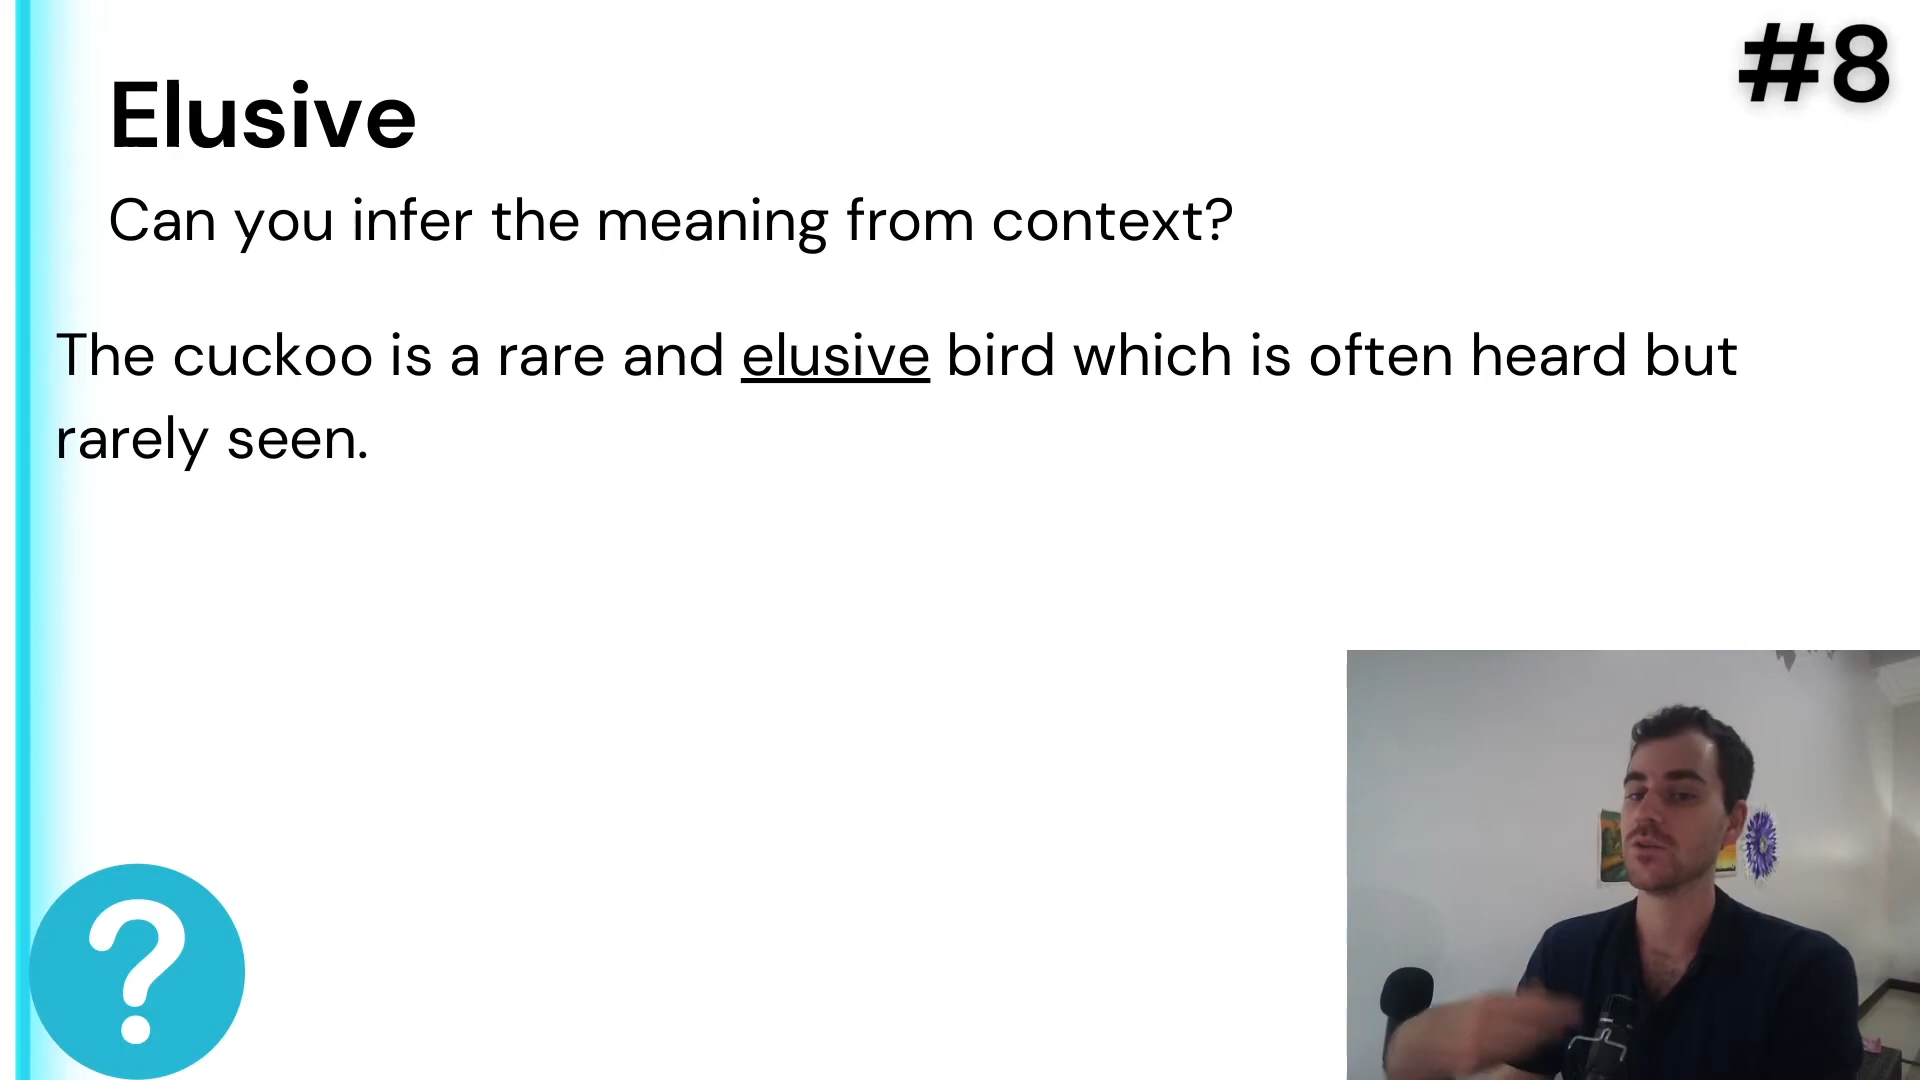 #8
Elusive
Can you infer the meaning from context?
The cuckoo is a rare and elusive bird which is often heard but
rarely seen.
?